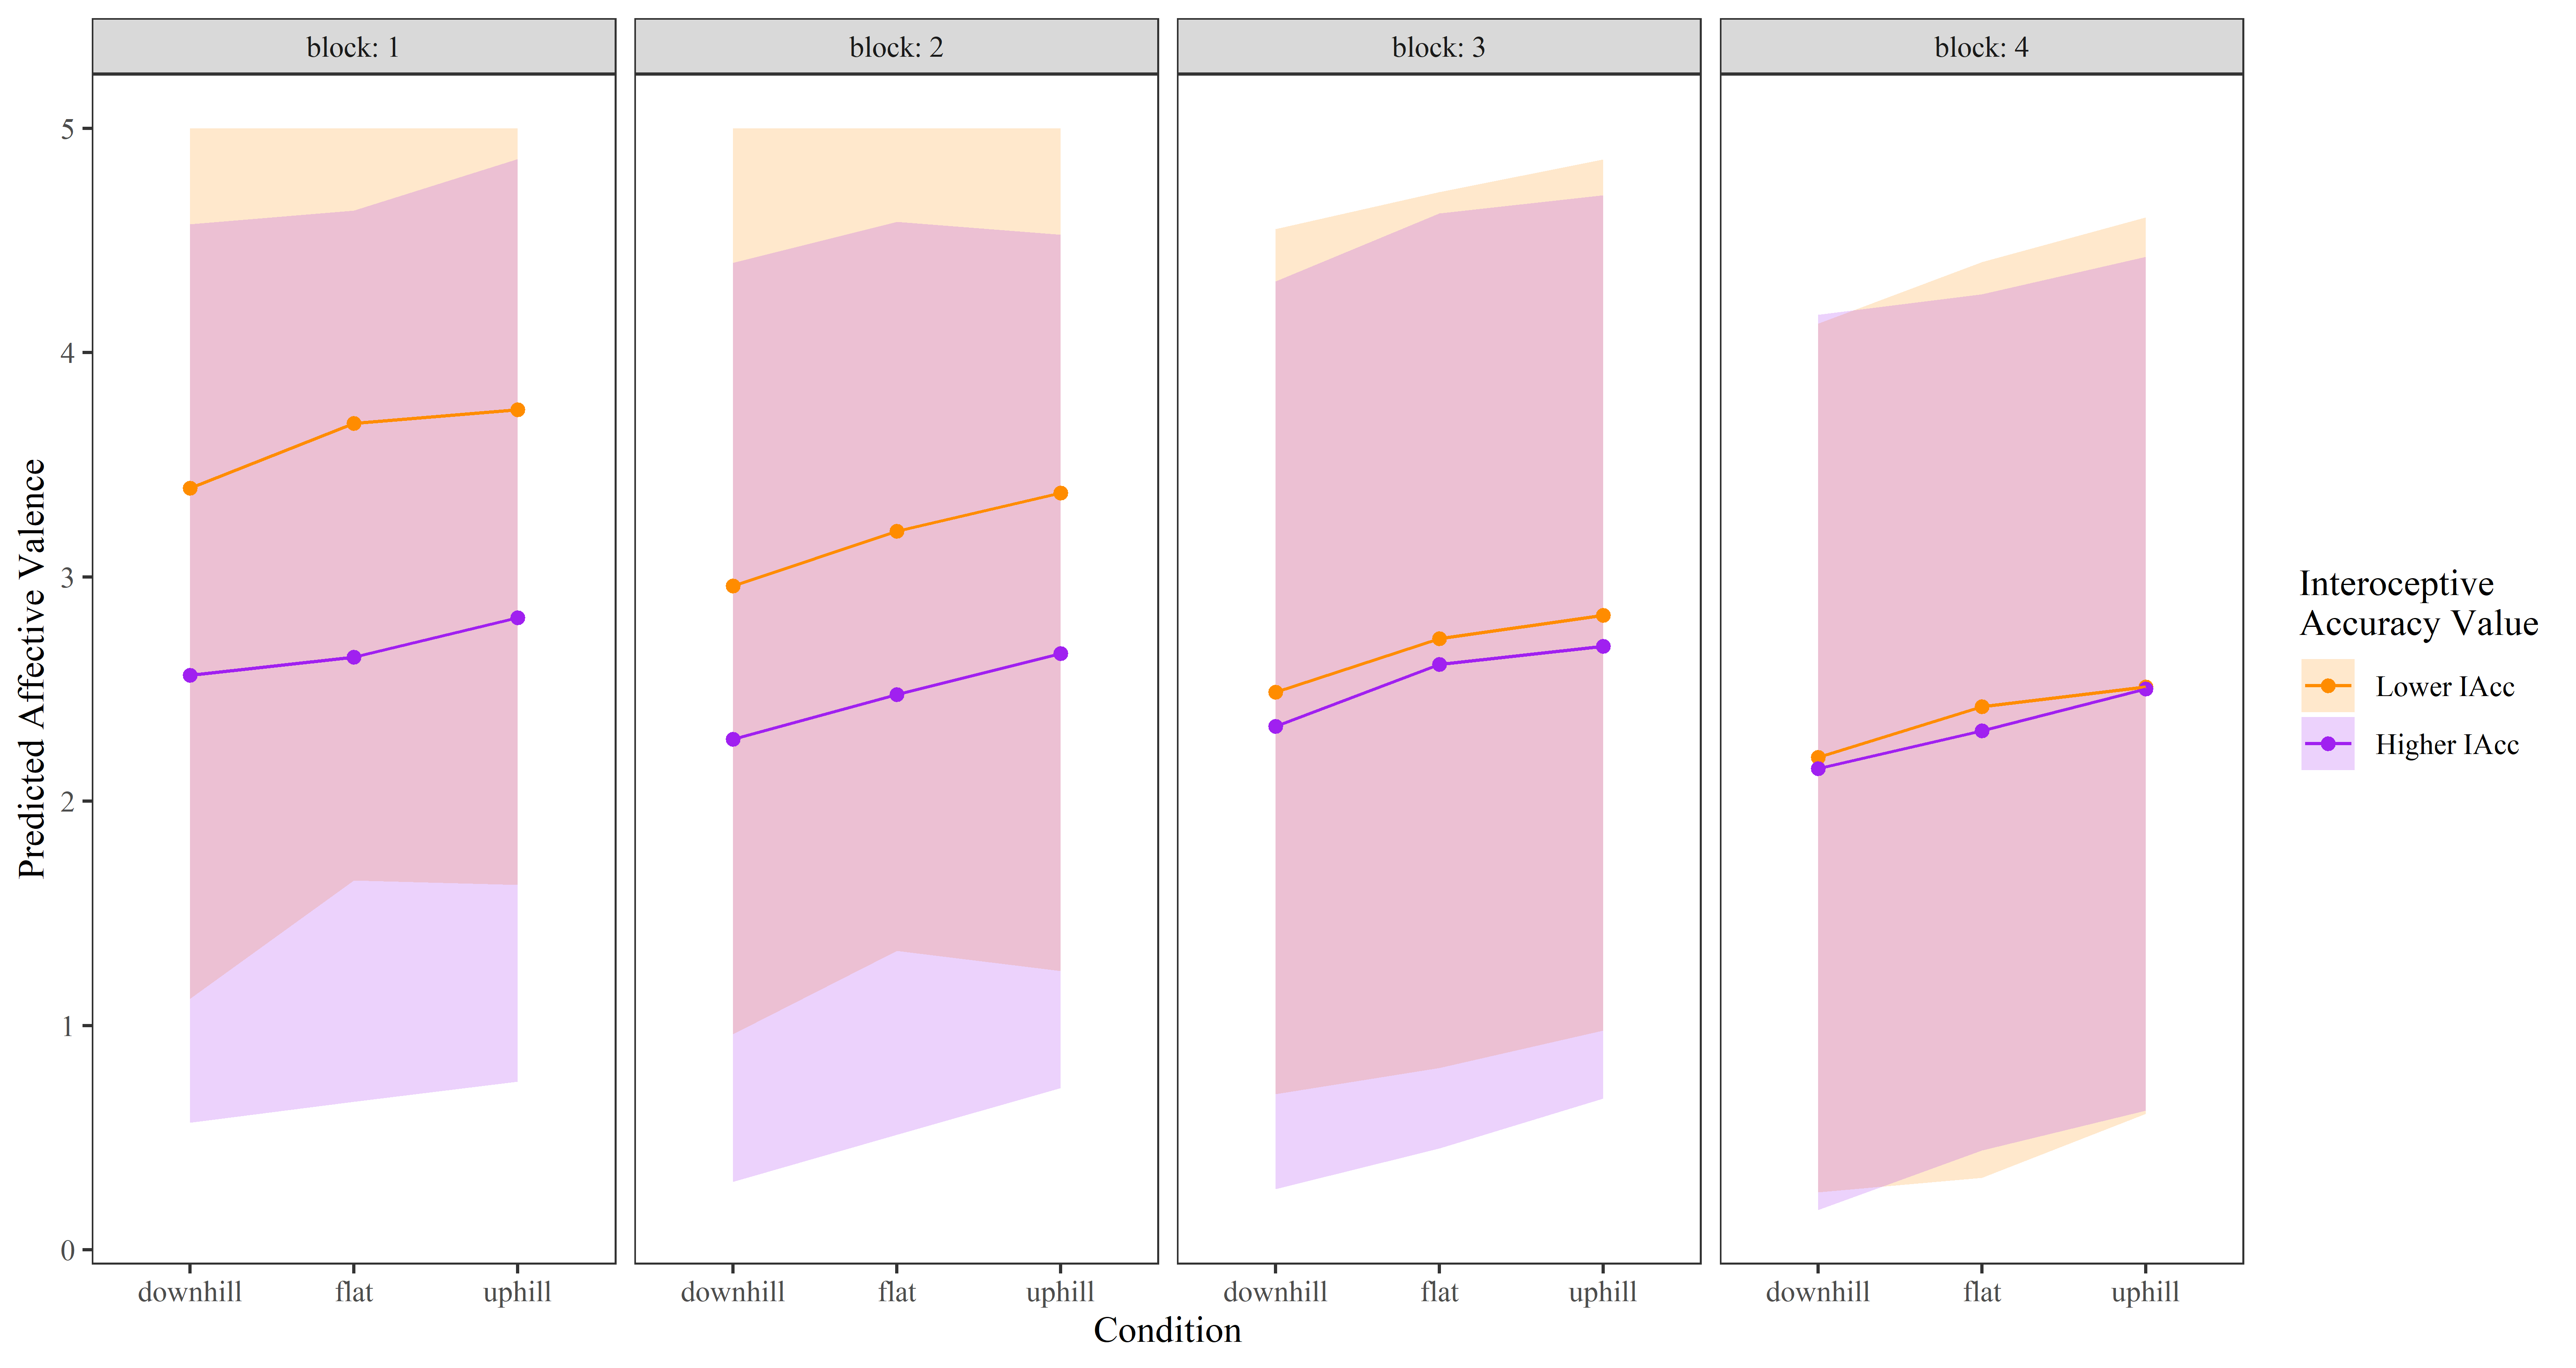 block: 1
block: 2
block: 3
block: 4
Predicted Affective Valence
5
4
3
2
1
0
downhill flat uphill
downhill flat uphill
downhill flat uphill
downhill flat uphill
Condition
Interoceptive
Accuracy Value
Lower IAcc
Higher IAcc